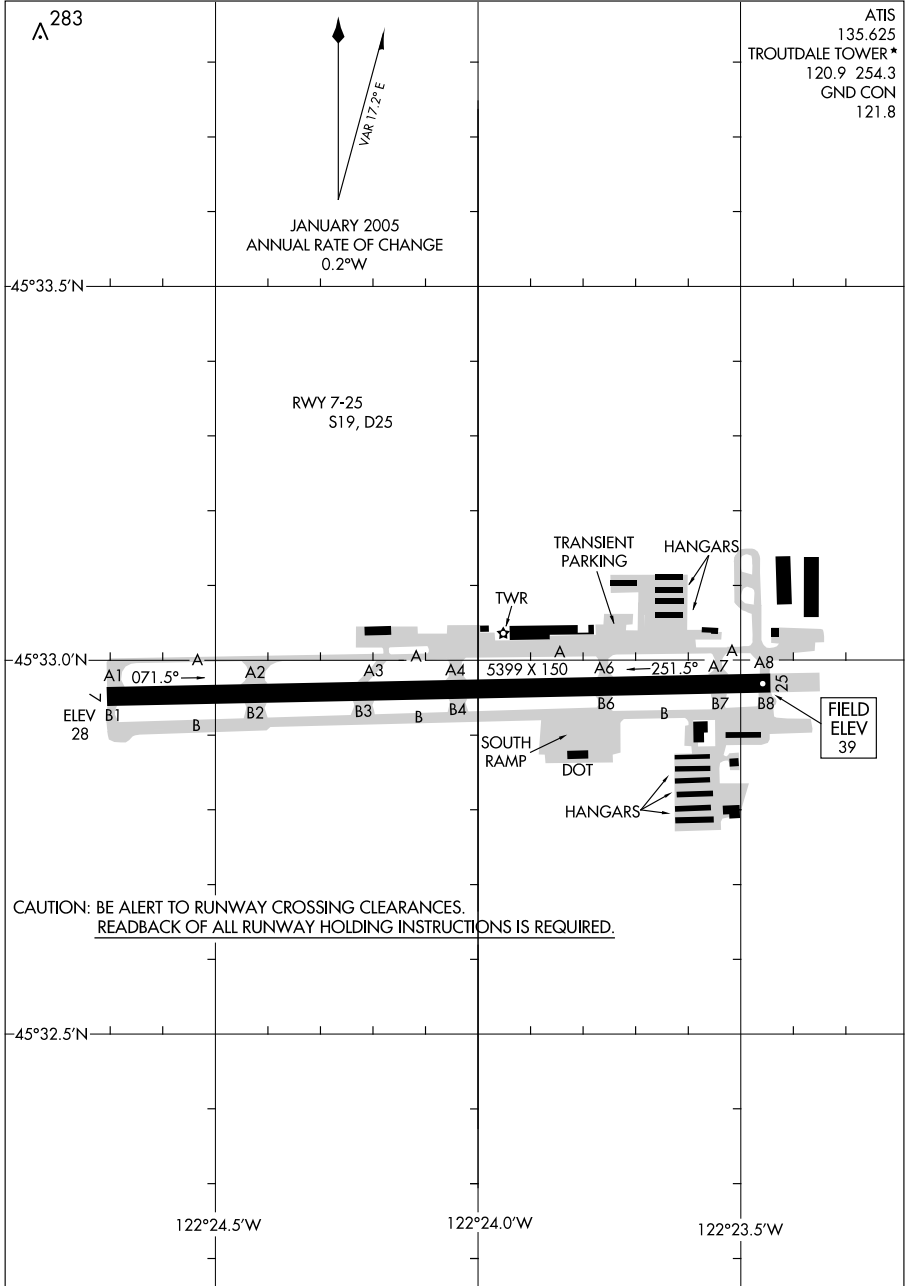 283
ATIS
135.625
TROUTDALE TOWER*
120.9 254.3
GND CON
121.8
VAR 17.2° E
JANUARY 2005
ANNUAL RATE OF CHANGE
0.2°W
45°33.5'N
RWY 7-25
S19, D25
TRANSIENT
PARKING
HANGARS
TWR
45°33.0'N
A A A A
A1 071.5° A2 A3 A4 5399 X 150 A6 251.5° A7 A8
7 25
B1 B2 B3 B4 B6 B7 B8
B B B
ELEV
28
FIELD
ELEV
39
SOUTH
RAMP
DOT
HANGARS
CAUTION: BE ALERT TO RUNWAY CROSSING CLEARANCES.
READBACK OF ALL RUNWAY HOLDING INSTRUCTIONS IS REQUIRED.
45°32.5'N
122°24.5'W 122°24.0'W 122°23.5'W